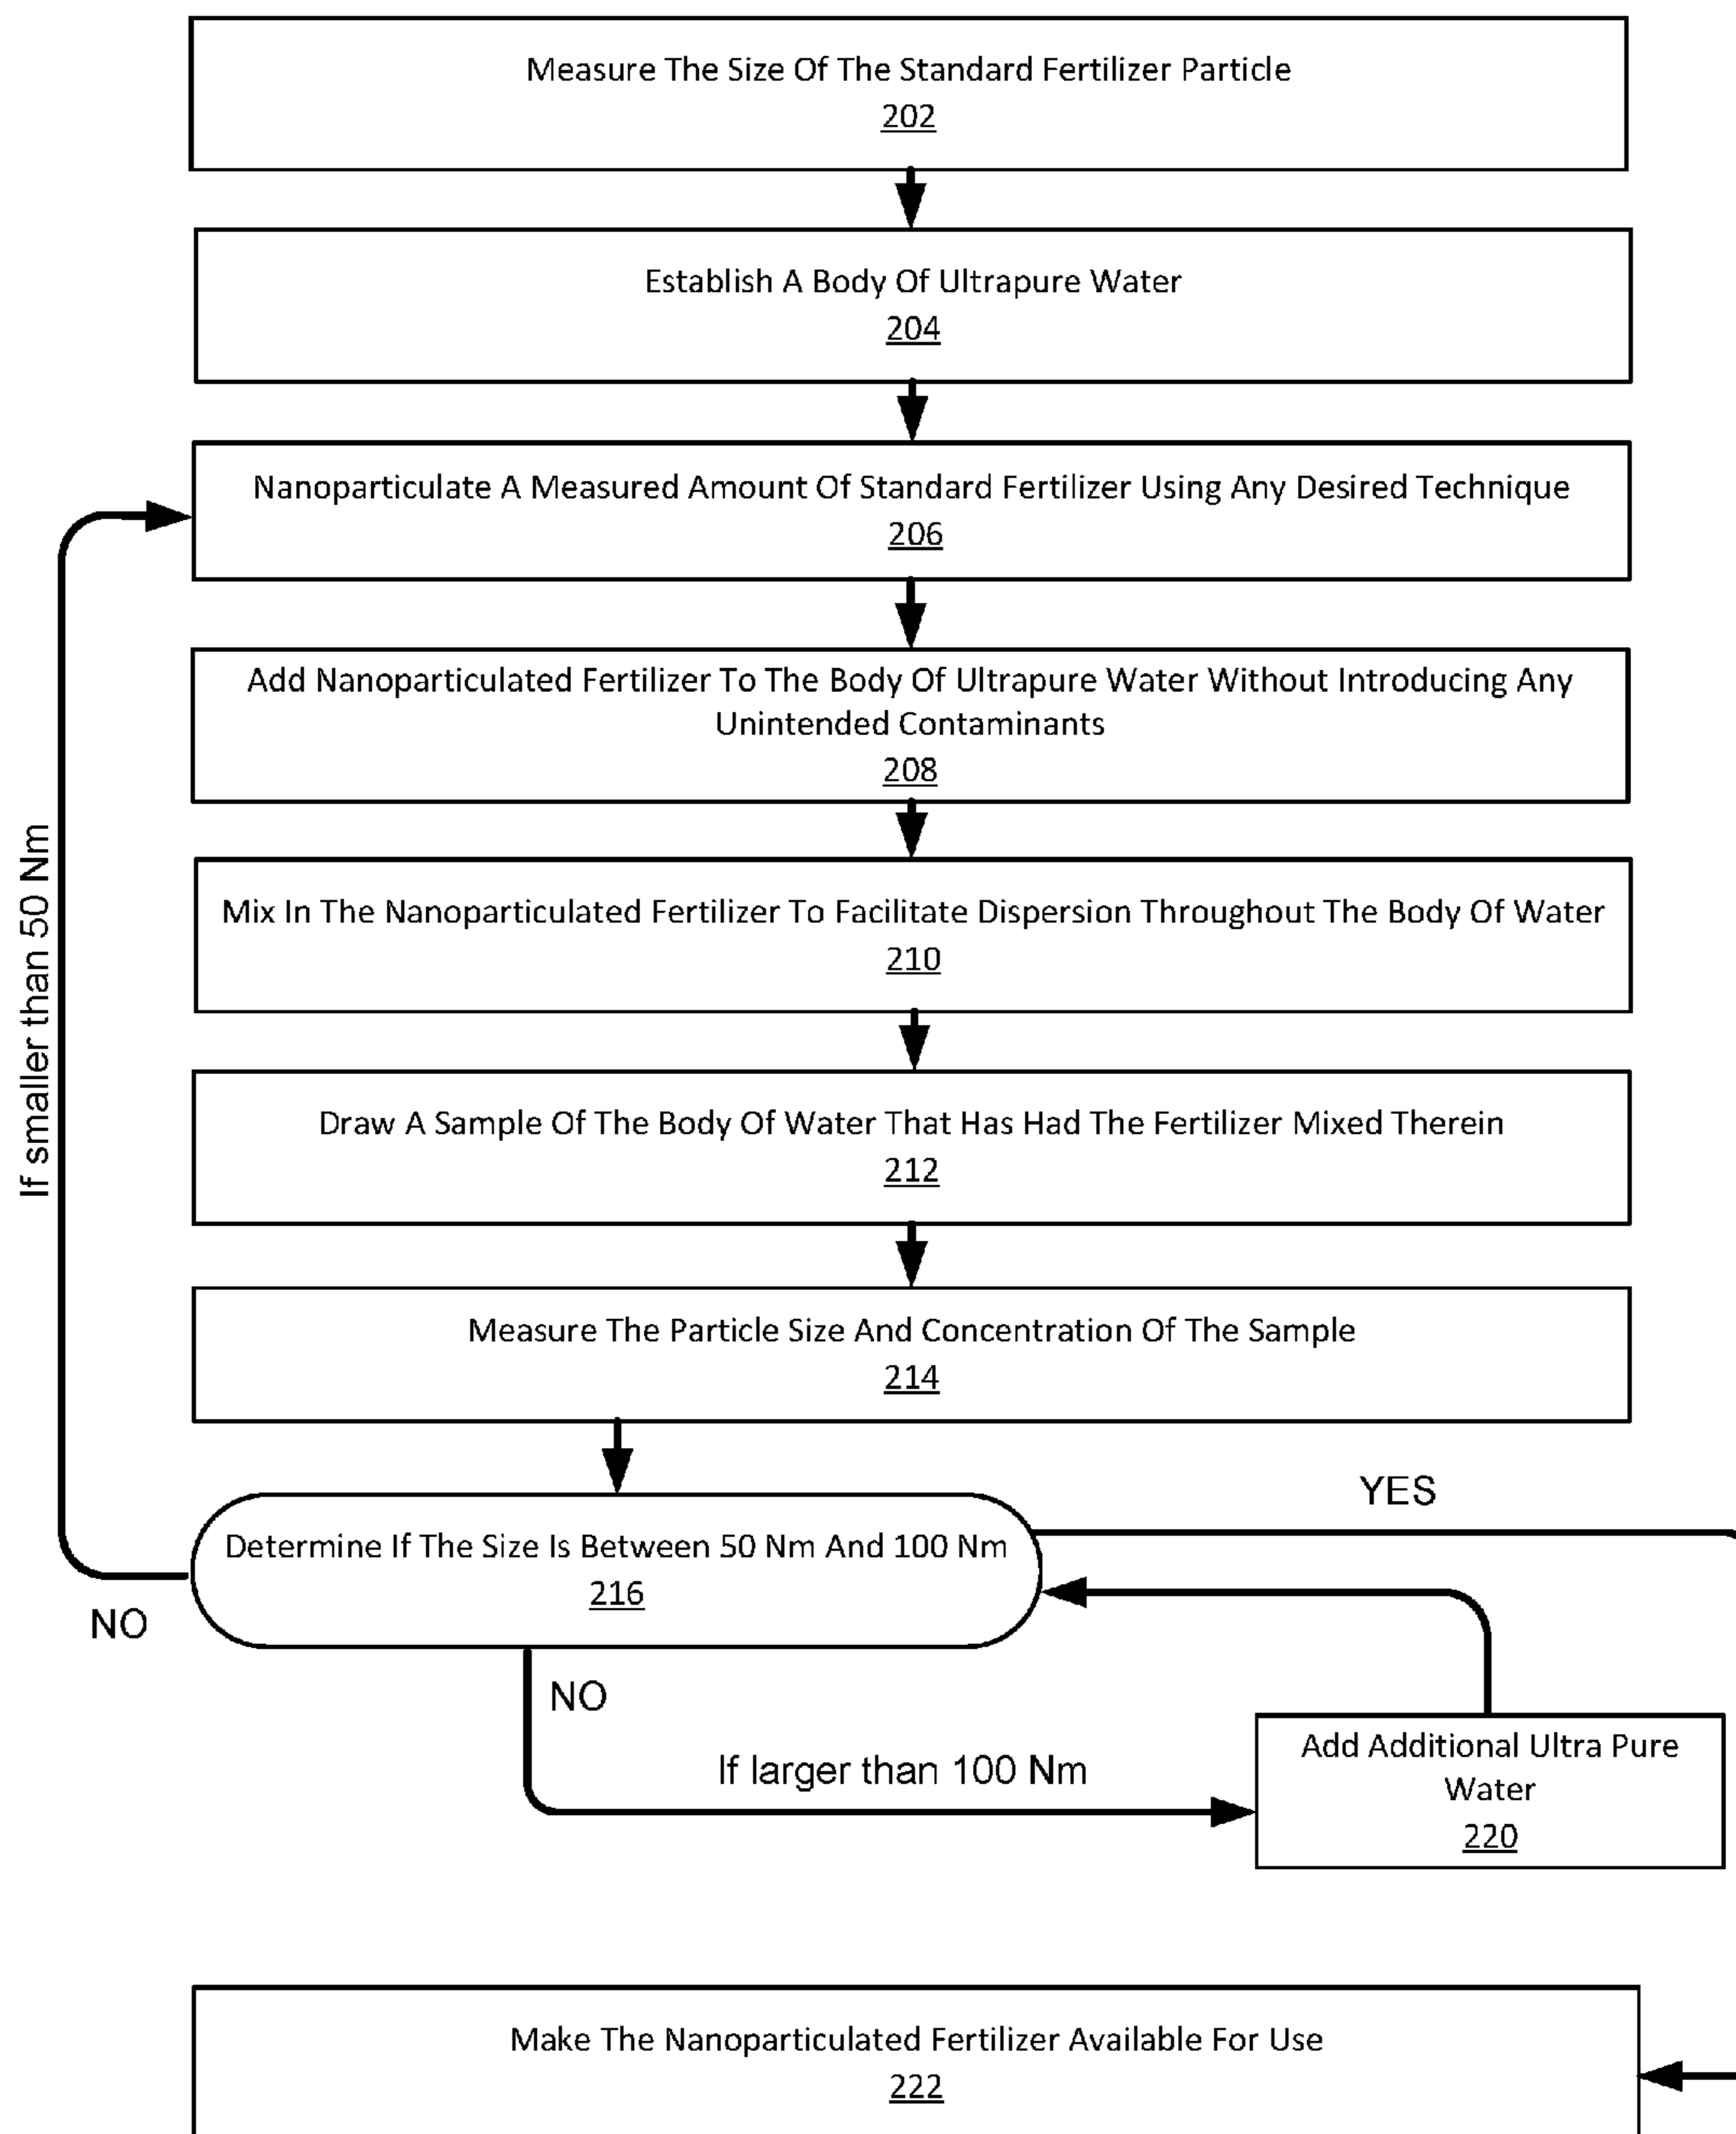 Measure The Size Of The Standard Fertilizer Particle
202
Establish A Body Of Ultrapure Water
204
Nanoparticulate A Measured Amount Of Standard Fertilizer Using Any Desired Technique
206
Add Nanoparticulated Fertilizer To The Body Of Ultrapure Water Without Introducing Any
Unintended Contaminants
208
Mix In The Nanoparticulated Fertilizer To Facilitate Dispersion Throughout The Body Of Water
210
Draw A Sample Of The Body Of Water That Has Had The Fertilizer Mixed Therein
212
Measure The Particle Size And Concentration Of The Sample
214
If smaller than 50 Nm
YES
Determine If The Size Is Between 50 Nm And 100 Nm
216
NO
NO
If larger than 100 Nm
Add Additional Ultra Pure
Water
220
Make The Nanoparticulated Fertilizer Available For Use
222